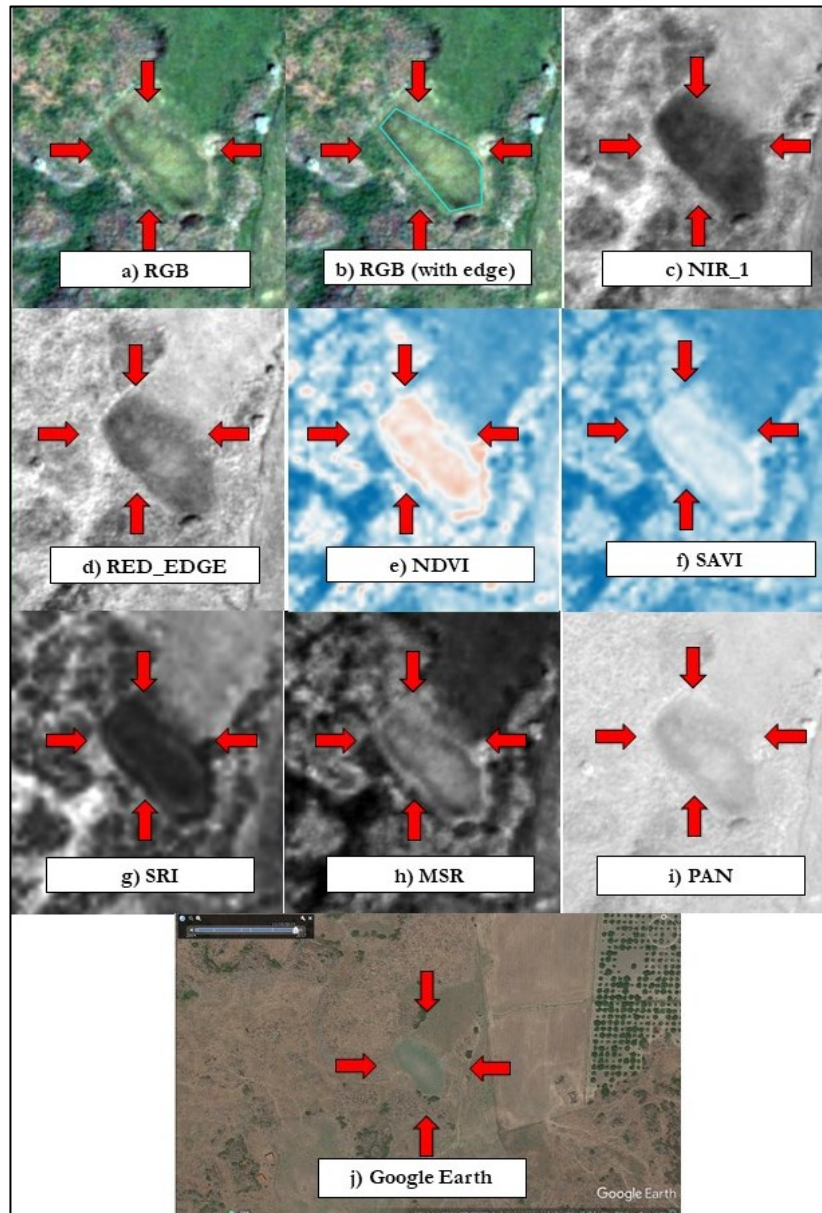 a) RGB
b) RGB (with edge)
c) NIR_1
d) RED_EDGE
e) NDVI
f) SAVI
g) SRI
h) MSR
i) PAN
j) Google Earth
Google Earth